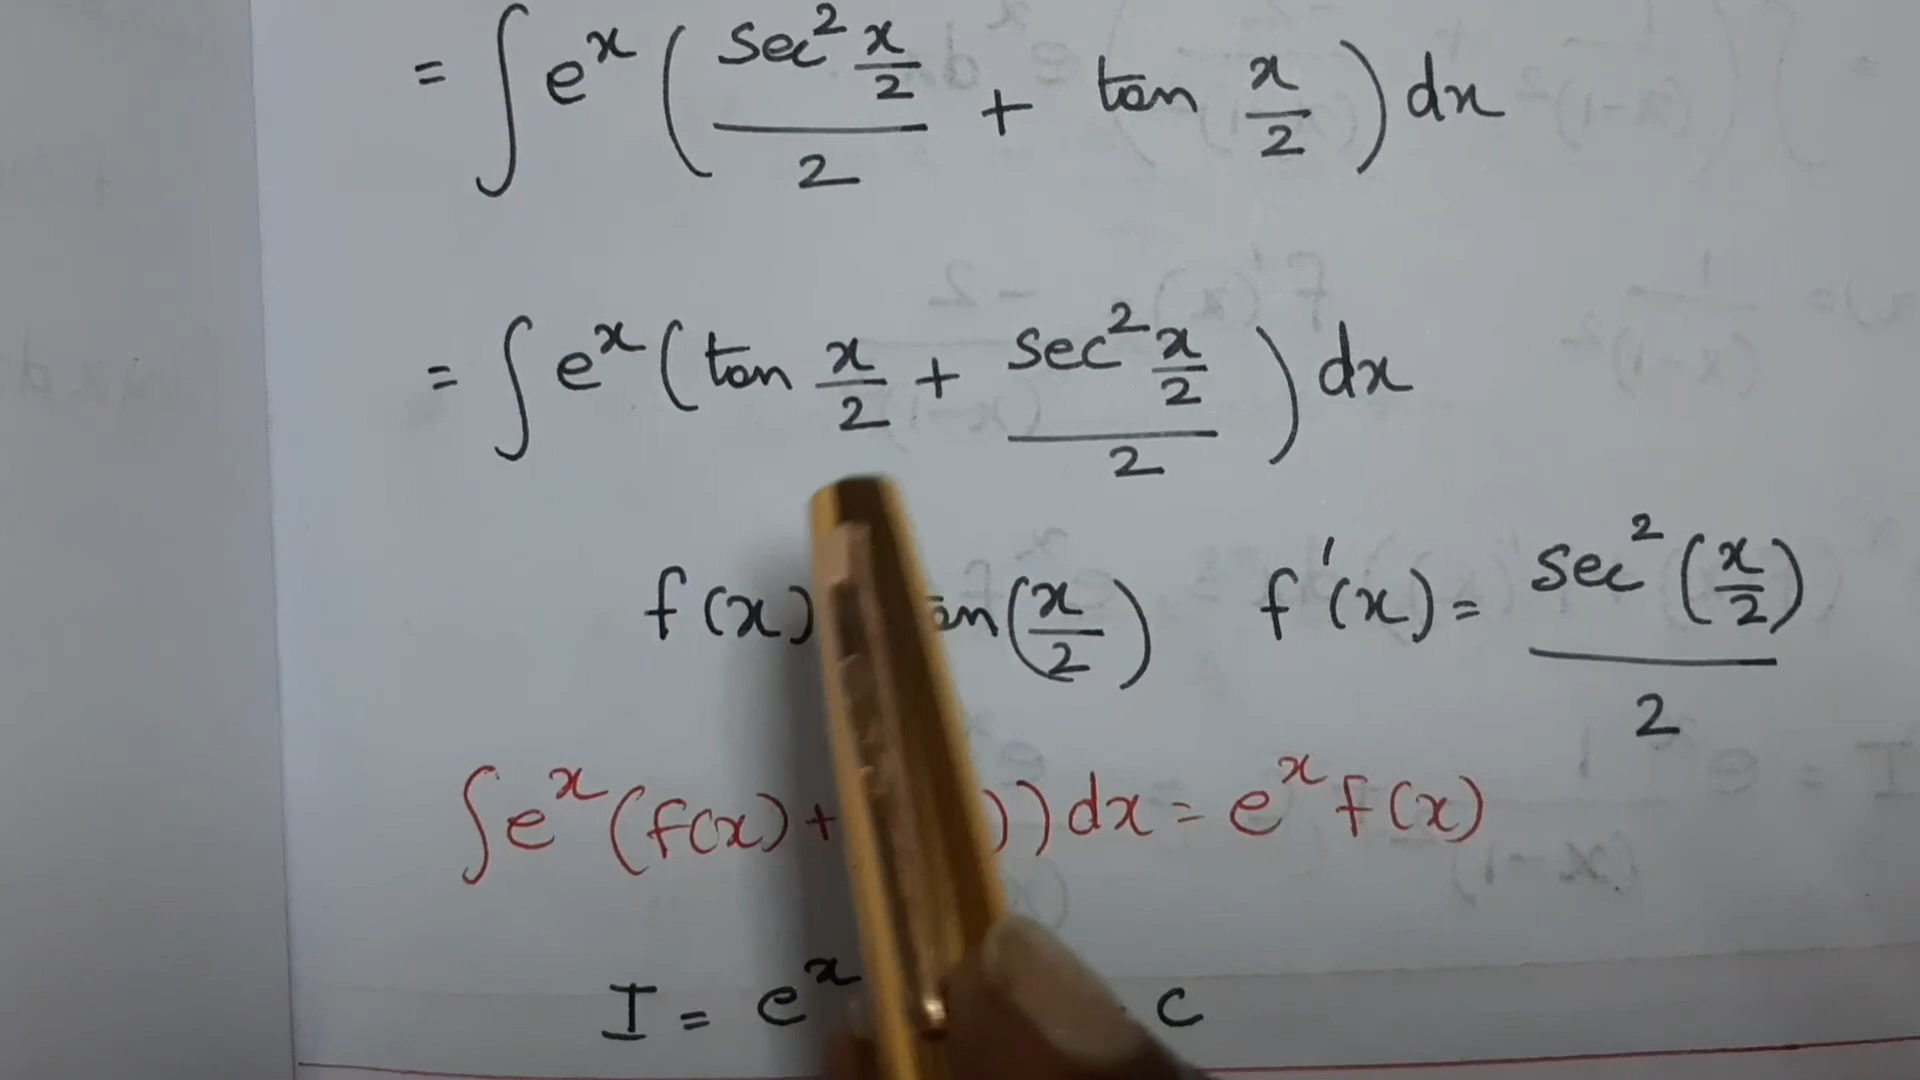 = ∫ eˣ ( sec² x/2 / 2 + tan x/2 ) dx
= ∫ eˣ ( tan x/2 + sec² x/2 / 2 ) dx
f(x) an(x/2) f'(x) = sec² (x/2) / 2
∫ eˣ (f(x) + )) dx = eˣ f(x)
I = eˣ c